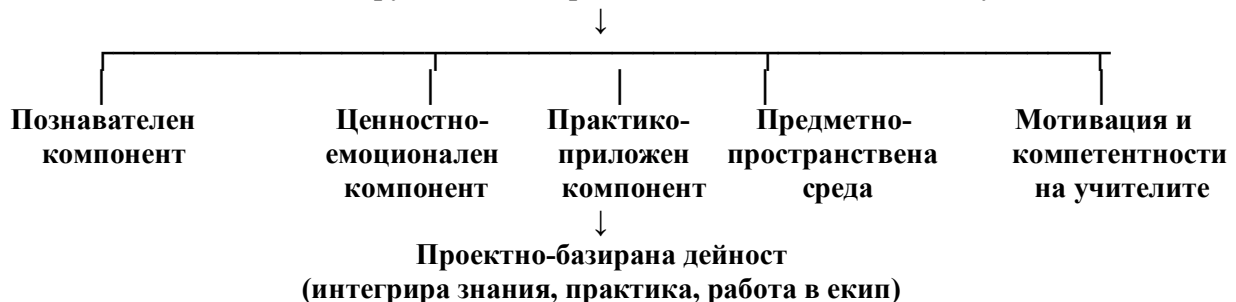 ↓
Познавателен Ценностно- Практико- Предметно- Мотивация и
компонент емоционален приложен пространствена компетентности
компонент компонент среда на учителите
↓
Проектно-базирана дейност
(интегрира знания, практика, работа в екип)